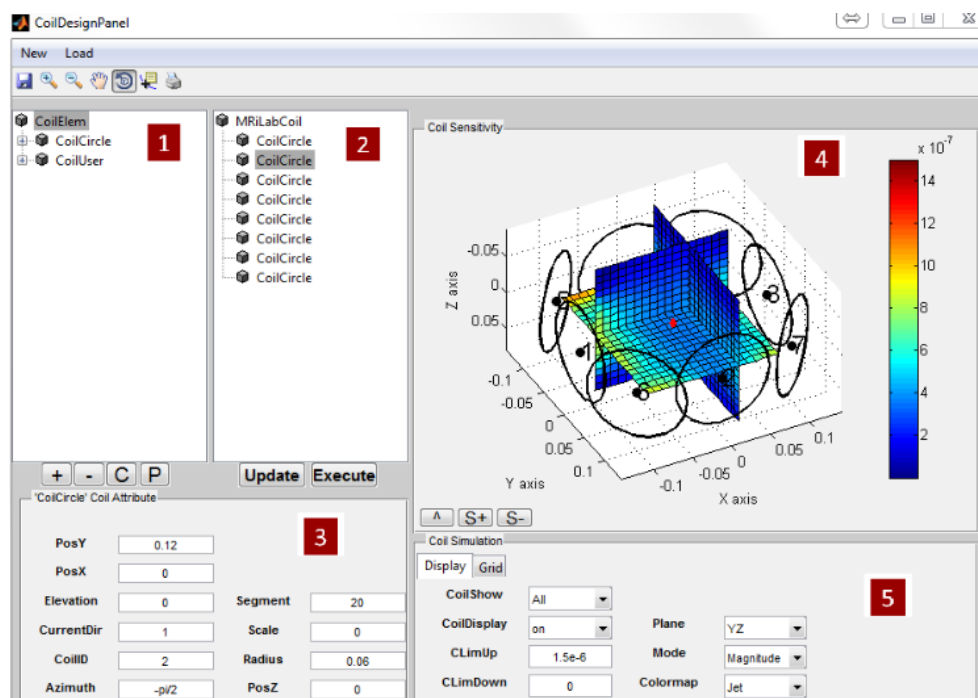 CoilDesignPanel
New Load
CoilElem
CoilCircle
CoilUser
1
MRiLabCoil
CoilCircle
CoilCircle
CoilCircle
CoilCircle
CoilCircle
CoilCircle
CoilCircle
CoilCircle
2
+ - C P
Update Execute
Coil Sensitivity
4
x 10-7
14
12
10
8
6
4
2
-0.05
0
0.05
Z axis
-0.1
-0.05
0
0.05
0.1
Y axis
-0.1
-0.05
0
0.05
0.1
X axis
1
6
7
8
^ S+ S-
'CoilCircle' Coil Attribute
3
PosY 0.12
PosX 0
Elevation 0 Segment 20
CurrentDir 1 Scale 0
CoilID 2 Radius 0.06
Azimuth -pi/2 PosZ 0
Coil Simulation
Display Grid
5
CoilShow All
CoilDisplay on Plane YZ
CLimUp 1.5e-6 Mode Magnitude
CLimDown 0 Colormap Jet